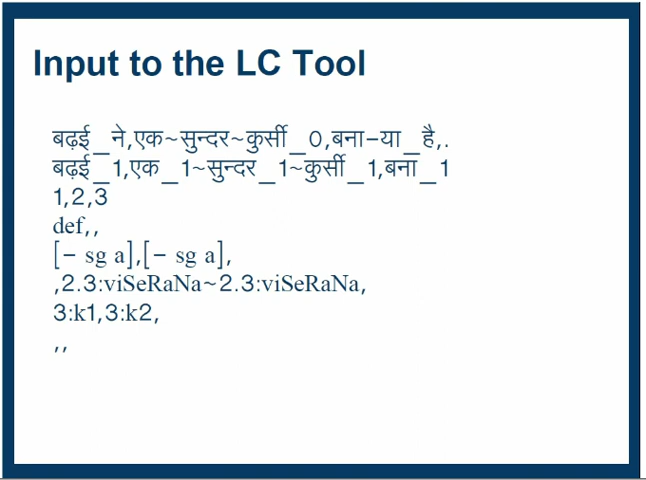 Input to the LC Tool
बढ़ई_ने,एक~सुन्दर~कुर्सी_0,बना-या_है,.
बढ़ई_1,एक_1~सुन्दर_1~कुर्सी_1,बना_1
1,2,3
def,,
[- sg a],[- sg a],
,2.3:viSeRaNa~2.3:viSeRaNa,
3:k1,3:k2,
,,